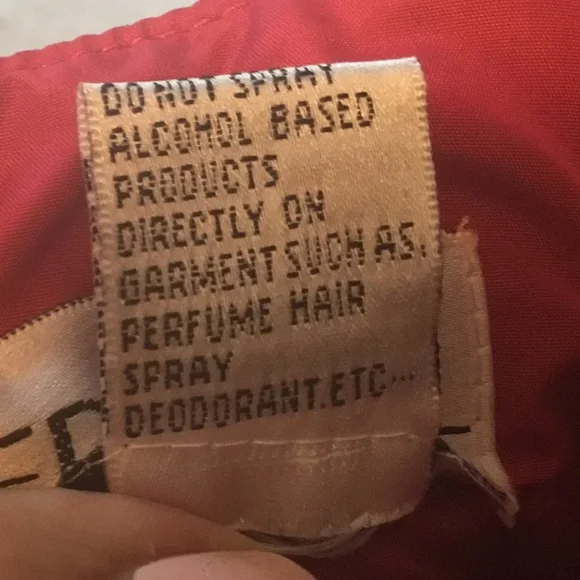 DO NOT SPRAY
ALCOHOL BASED
PRODUCTS
DIRECTLY ON
GARMENT SUCH AS.
PERFUME HAIR
SPRAY
DEODORANT.ETC...